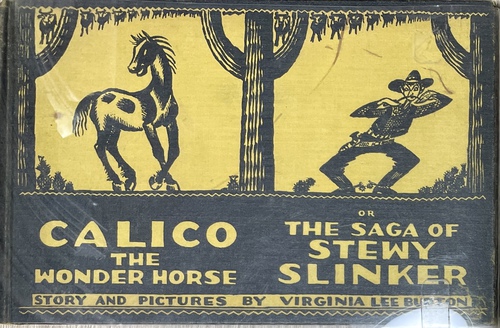 CALICO
THE
WONDER HORSE
OR
THE SAGA OF
STEWY
SLINKER
STORY AND PICTURES BY VIRGINIA LEE BURTON